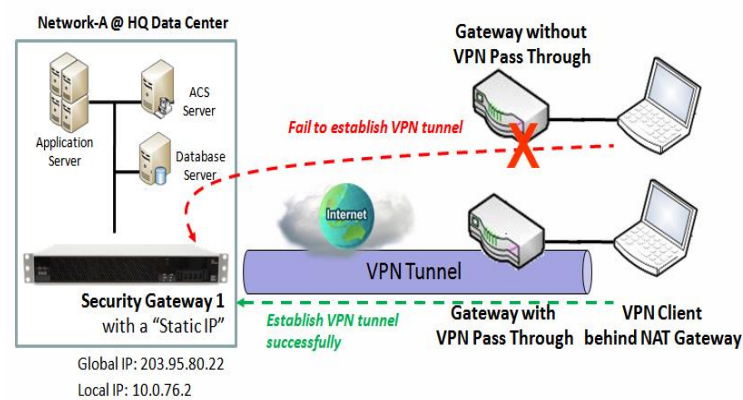 Network-A @ HQ Data Center
Gateway without
VPN Pass Through
ACS
Server
Application
Server
Database
Server
Fail to establish VPN tunnel
X
Internet
VPN Tunnel
Security Gateway 1
with a “Static IP”
Establish VPN tunnel
successfully
Gateway with
VPN Pass Through
VPN Client
behind NAT Gateway
Global IP: 203.95.80.22
Local IP: 10.0.76.2